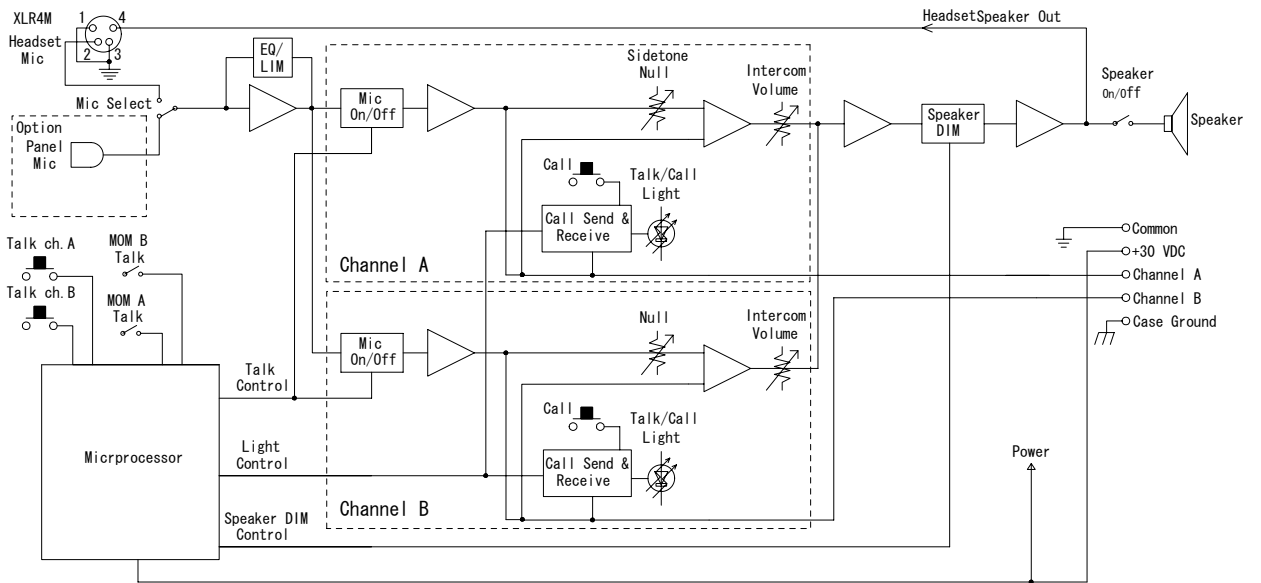 XLR4M
1
4
Headset
Mic
2
3
EQ/
LIM
HeadsetSpeaker Out
Mic Select
Option
Panel
Mic
Mic
On/Off
Sidetone
Null
Intercom
Volume
Speaker
DIM
Speaker
On/Off
Speaker
Call
Talk/Call
Light
Call Send &
Receive
Channel A
Common
+30 VDC
Channel A
Channel B
Case Ground
Talk ch.A
MOM B
Talk
Talk ch.B
MOM A
Talk
Mic
On/Off
Null
Intercom
Volume
Talk
Control
Call
Talk/Call
Light
Call Send &
Receive
Micrprocessor
Light
Control
Channel B
Power
Speaker DIM
Control